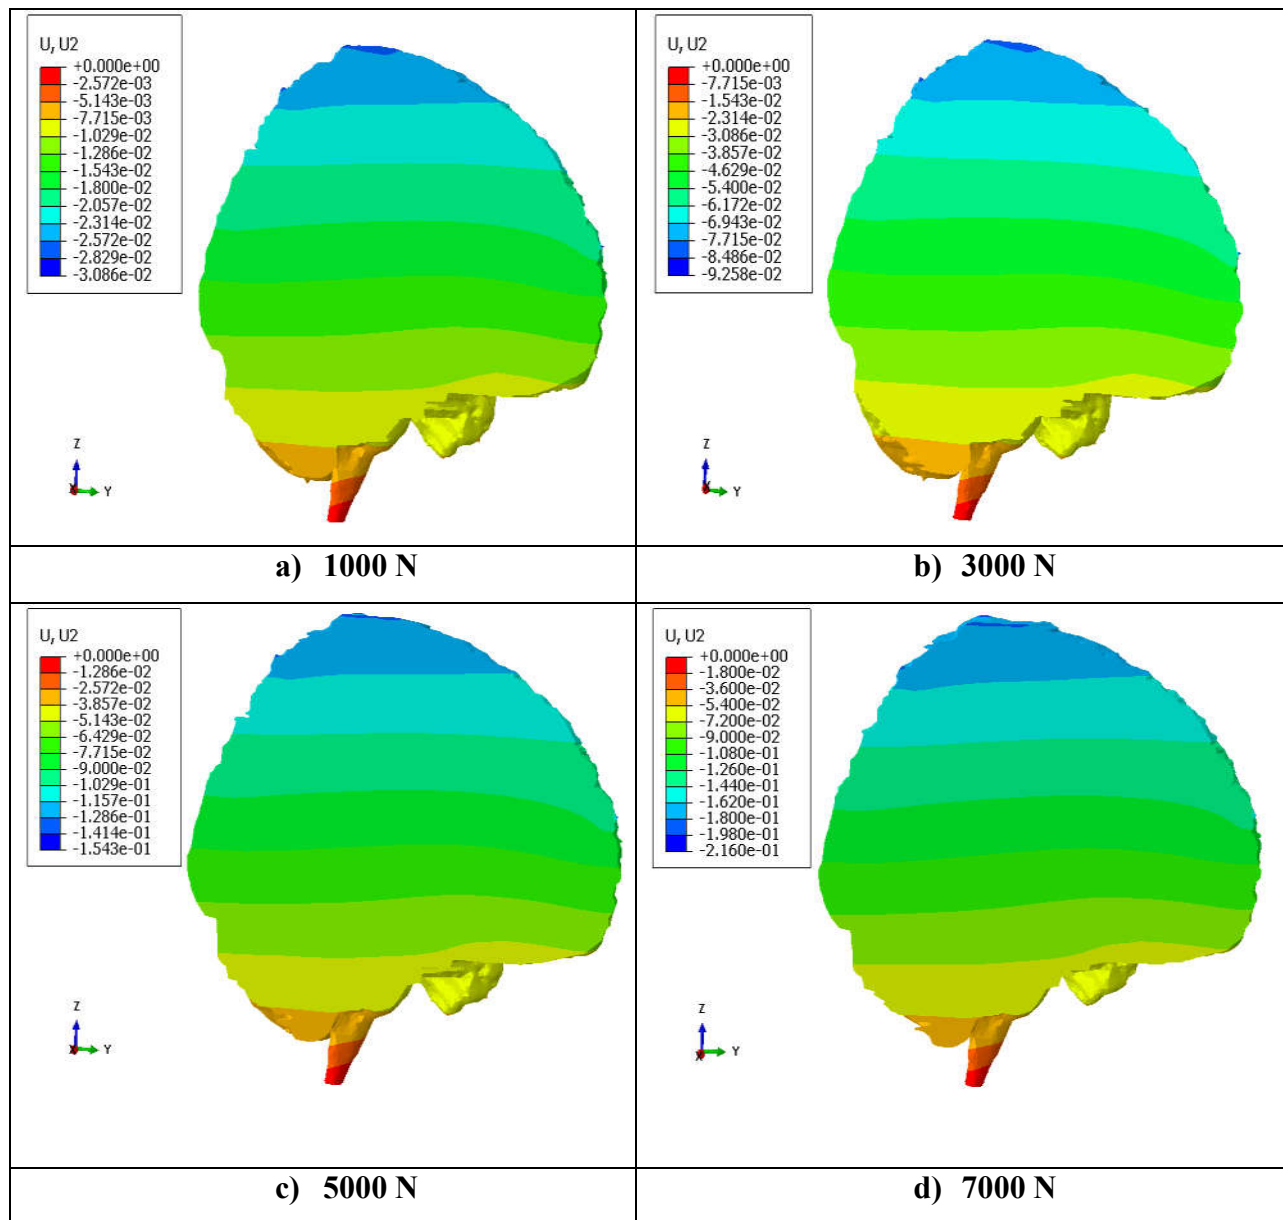 U, U2
+0.000e+00
-2.572e-03
-5.143e-03
-7.715e-03
-1.029e-02
-1.286e-02
-1.543e-02
-1.800e-02
-2.057e-02
-2.314e-02
-2.572e-02
-2.829e-02
-3.086e-02
Z
X
Y
a) 1000 N
U, U2
+0.000e+00
-7.715e-03
-1.543e-02
-2.314e-02
-3.086e-02
-3.857e-02
-4.629e-02
-5.400e-02
-6.172e-02
-6.943e-02
-7.715e-02
-8.486e-02
-9.258e-02
Z
X
Y
b) 3000 N
U, U2
+0.000e+00
-1.286e-02
-2.572e-02
-3.857e-02
-5.143e-02
-6.429e-02
-7.715e-02
-9.000e-02
-1.029e-01
-1.157e-01
-1.286e-01
-1.414e-01
-1.543e-01
Z
X
Y
c) 5000 N
U, U2
+0.000e+00
-1.800e-02
-3.600e-02
-5.400e-02
-7.200e-02
-9.000e-02
-1.080e-01
-1.260e-01
-1.440e-01
-1.620e-01
-1.800e-01
-1.980e-01
-2.160e-01
Z
X
Y
d) 7000 N